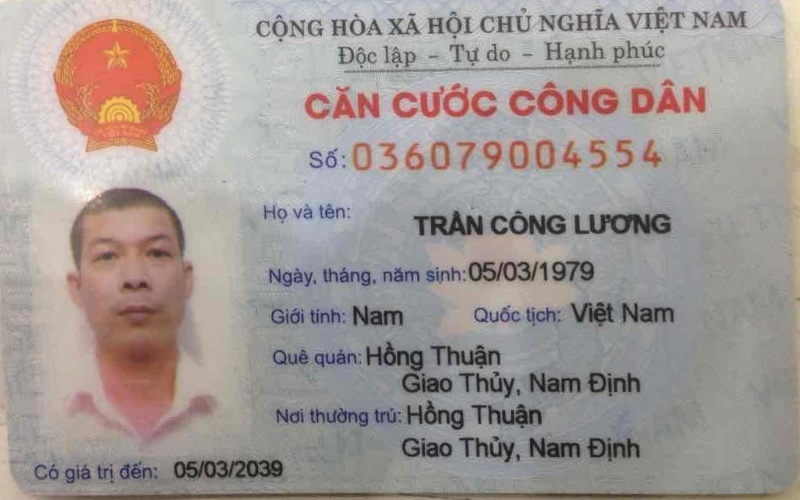 CỘNG HÒA XÃ HỘI CHỦ NGHĨA VIỆT NAM
Độc lập - Tự do - Hạnh phúc
CĂN CƯỚC CÔNG DÂN
Số: 036079004554
Họ và tên: TRẦN CÔNG LƯƠNG
Ngày, tháng, năm sinh: 05/03/1979
Giới tính: Nam Quốc tịch: Việt Nam
Quê quán: Hồng Thuận
Giao Thủy, Nam Định
Nơi thường trú: Hồng Thuận
Giao Thủy, Nam Định
Có giá trị đến: 05/03/2039